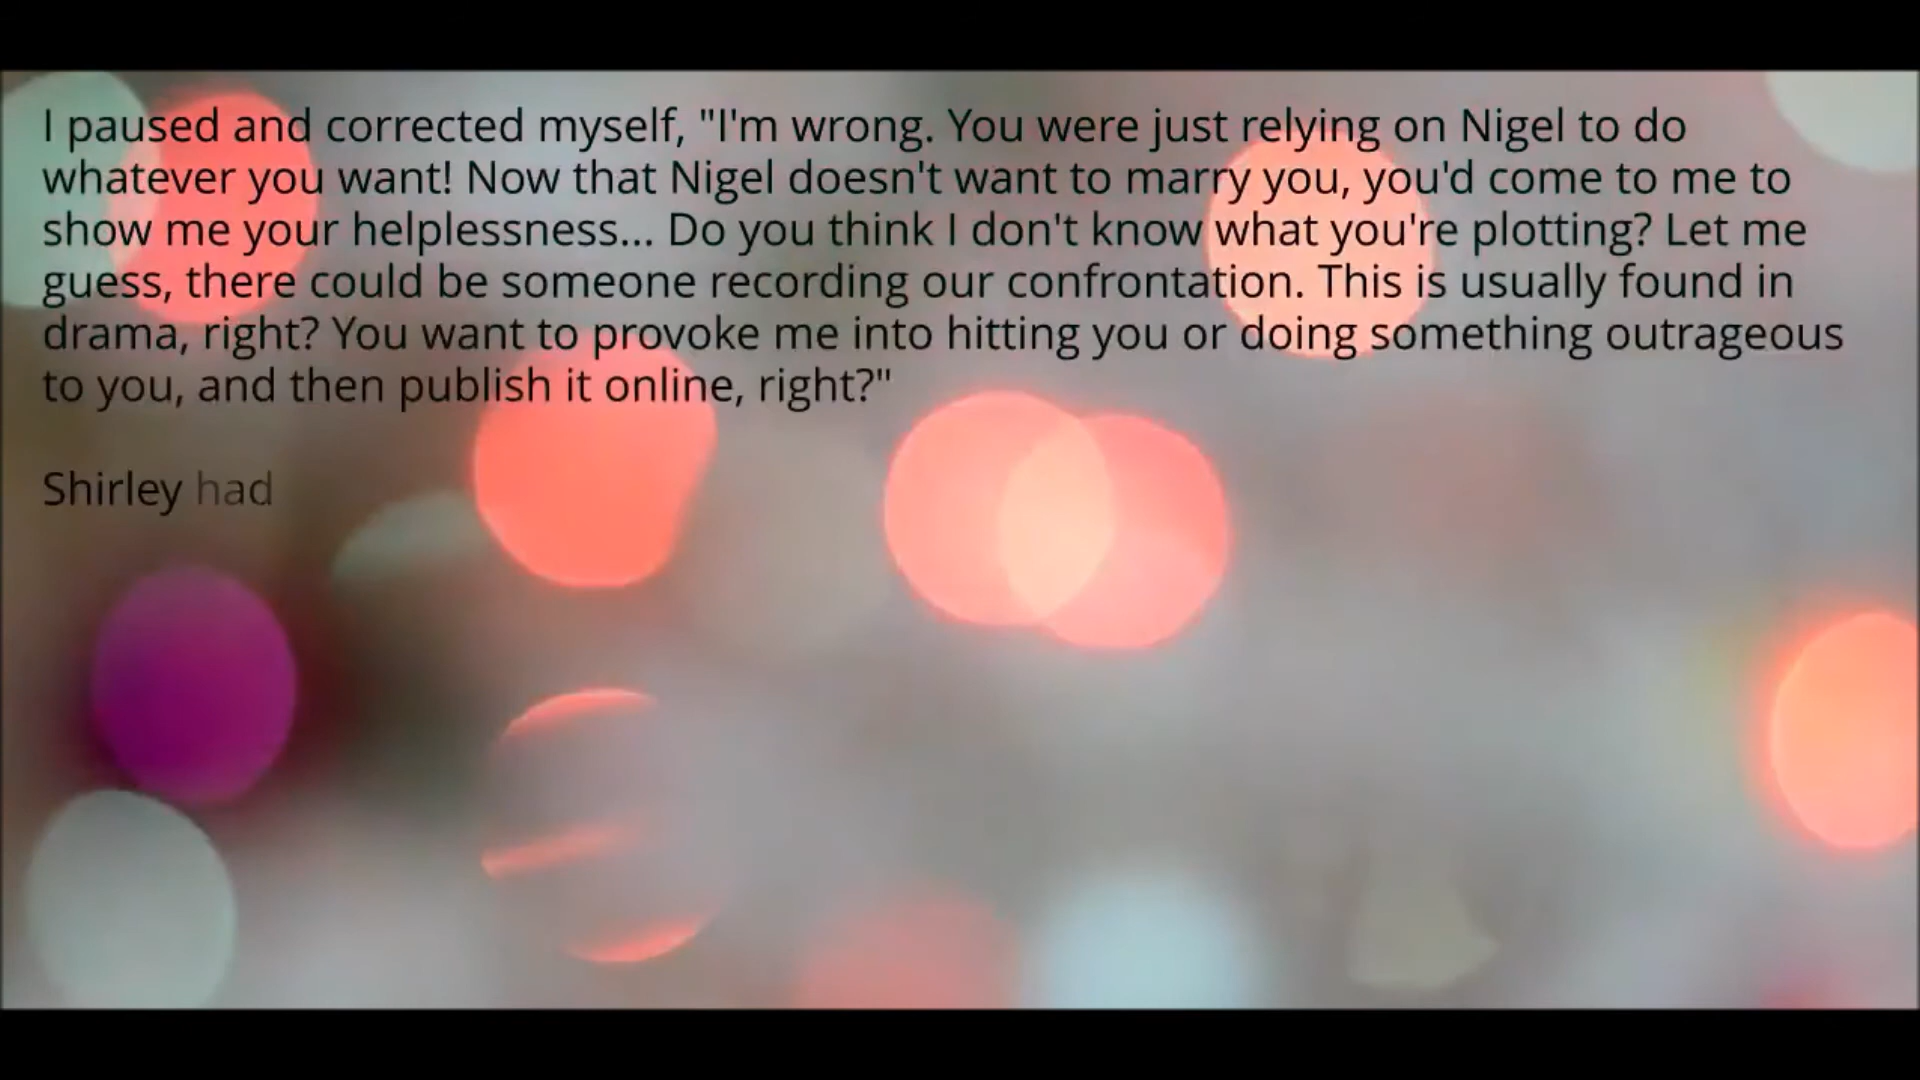 I paused and corrected myself, "I'm wrong. You were just relying on Nigel to do
whatever you want! Now that Nigel doesn't want to marry you, you'd come to me to
show me your helplessness... Do you think I don't know what you're plotting? Let me
guess, there could be someone recording our confrontation. This is usually found in
drama, right? You want to provoke me into hitting you or doing something outrageous
to you, and then publish it online, right?"
Shirley had